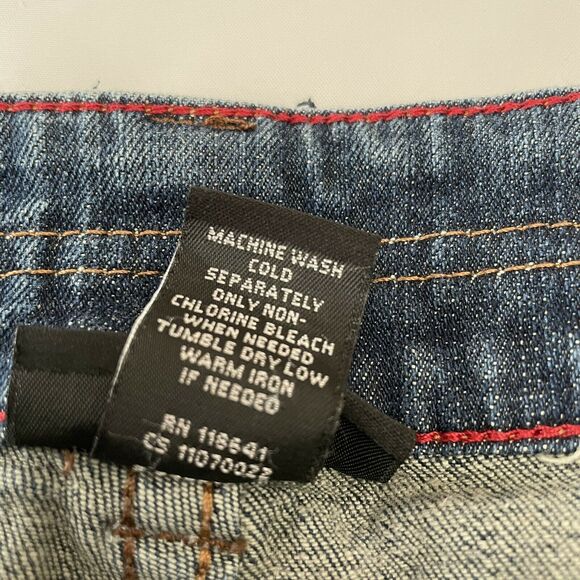 MACHINE WASH
COLD
SEPARATELY
ONLY NON-
CHLORINE BLEACH
WHEN NEEDED
TUMBLE DRY LOW
WARM IRON
IF NEEDED
RN 118641
CS 11070023